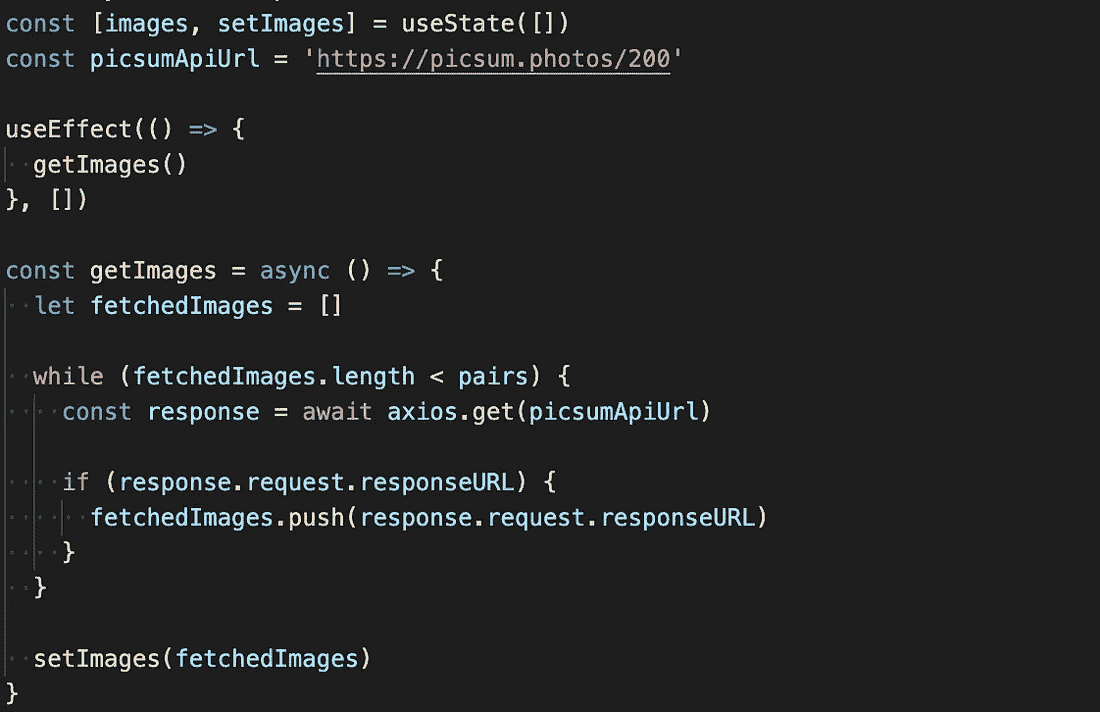 const [images, setImages] = useState([])
const picsumApiUrl = 'https://picsum.photos/200'
useEffect(() => {
getImages()
}, [])
const getImages = async () => {
let fetchedImages = []
while (fetchedImages.length < pairs) {
const response = await axios.get(picsumApiUrl)
if (response.request.responseURL) {
fetchedImages.push(response.request.responseURL)
}
}
setImages(fetchedImages)
}